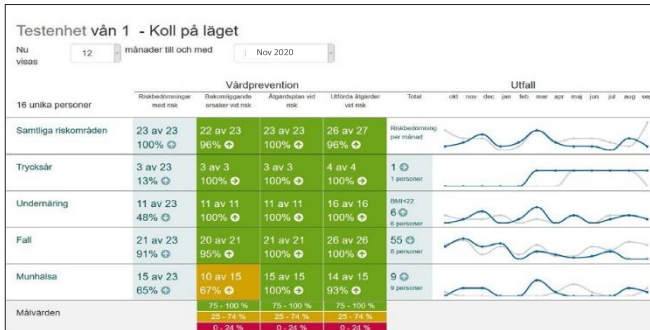 Testenhet vån 1 - Koll på läget
Nu visas 12 månader till och med Nov 2020
Vårdprevention Utfall
16 unika personer Riskbedömningar med risk Bakomliggande orsaker vid risk Åtgärdsplan vid risk Utförda åtgärder vid risk Total okt nov dec jan feb mar apr maj jun jul aug sep
Samtliga riskområden 23 av 23 22 av 23 23 av 23 26 av 27 Riskbedömning per månad
100% 96% 100% 96%
Trycksår 3 av 23 3 av 3 3 av 3 4 av 4 1
13% 100% 100% 100% 1 personer
Undernäring 11 av 23 11 av 11 11 av 11 16 av 16 BMI<22
48% 100% 100% 100% 6
6 personer
Fall 21 av 23 20 av 21 21 av 21 26 av 26 55
91% 95% 100% 100% personer
Munhälsa 15 av 23 10 av 15 15 av 15 14 av 15 9
65% 67% 100% 93% 9 personer
Målvärden 75 - 100 % 75 - 100 % 75 - 100 %
25 - 74 % 25 - 74 % 25 - 74 %
0 - 24 % 0 - 24 % 0 - 24 %